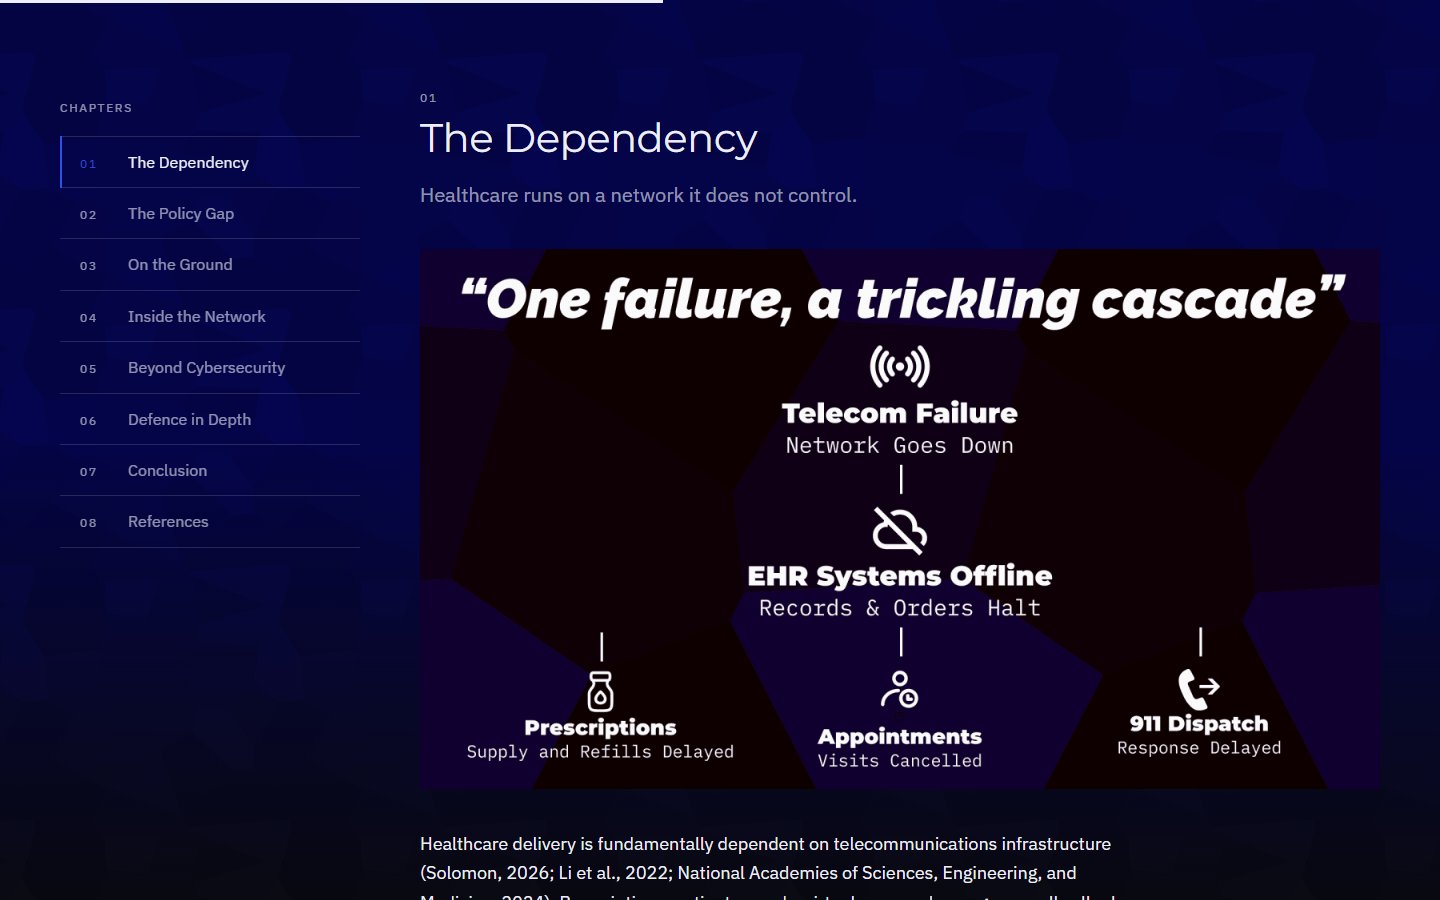 CHAPTERS
01 The Dependency
02 The Policy Gap
03 On the Ground
04 Inside the Network
05 Beyond Cybersecurity
06 Defence in Depth
07 Conclusion
08 References
01
The Dependency
Healthcare runs on a network it does not control.
“One failure, a trickling cascade”
Telecom Failure
Network Goes Down
EHR Systems Offline
Records & Orders Halt
Prescriptions
Supply and Refills Delayed
Appointments
Visits Cancelled
911 Dispatch
Response Delayed
Healthcare delivery is fundamentally dependent on telecommunications infrastructure
(Solomon, 2026; Li et al., 2022; National Academies of Sciences, Engineering, and